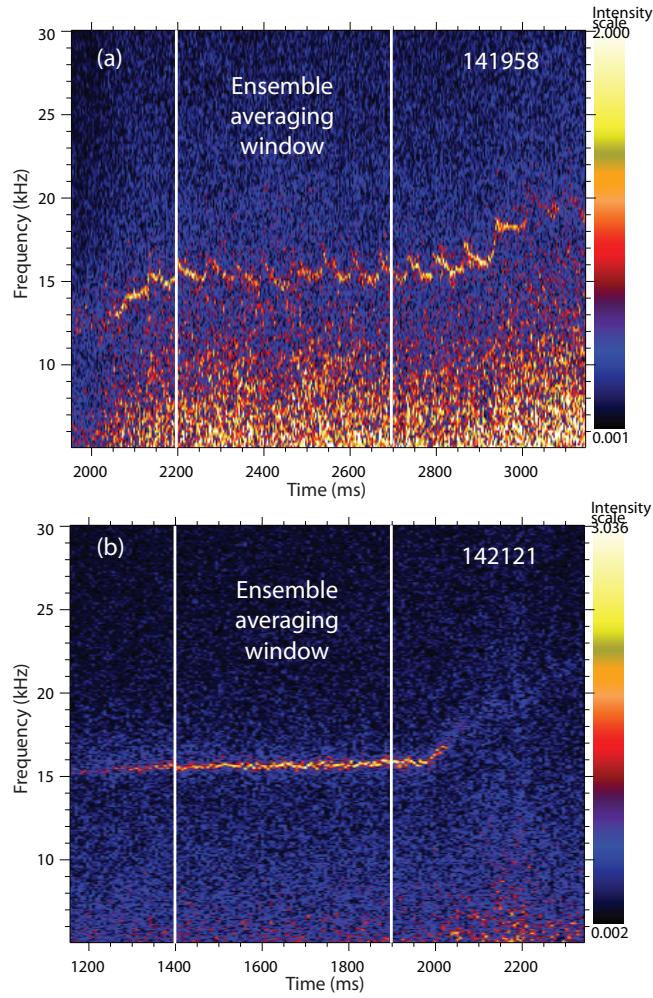 Intensity
scale
2.000
30
(a)
141958
Ensemble
averaging
window
25
20
Frequency (kHz)
15
10
0.001
2000 2200 2400 2600 2800 3000
Time (ms)
Intensity
scale
3.036
30
(b)
142121
Ensemble
averaging
window
25
20
Frequency (kHz)
15
10
0.002
1200 1400 1600 1800 2000 2200
Time (ms)